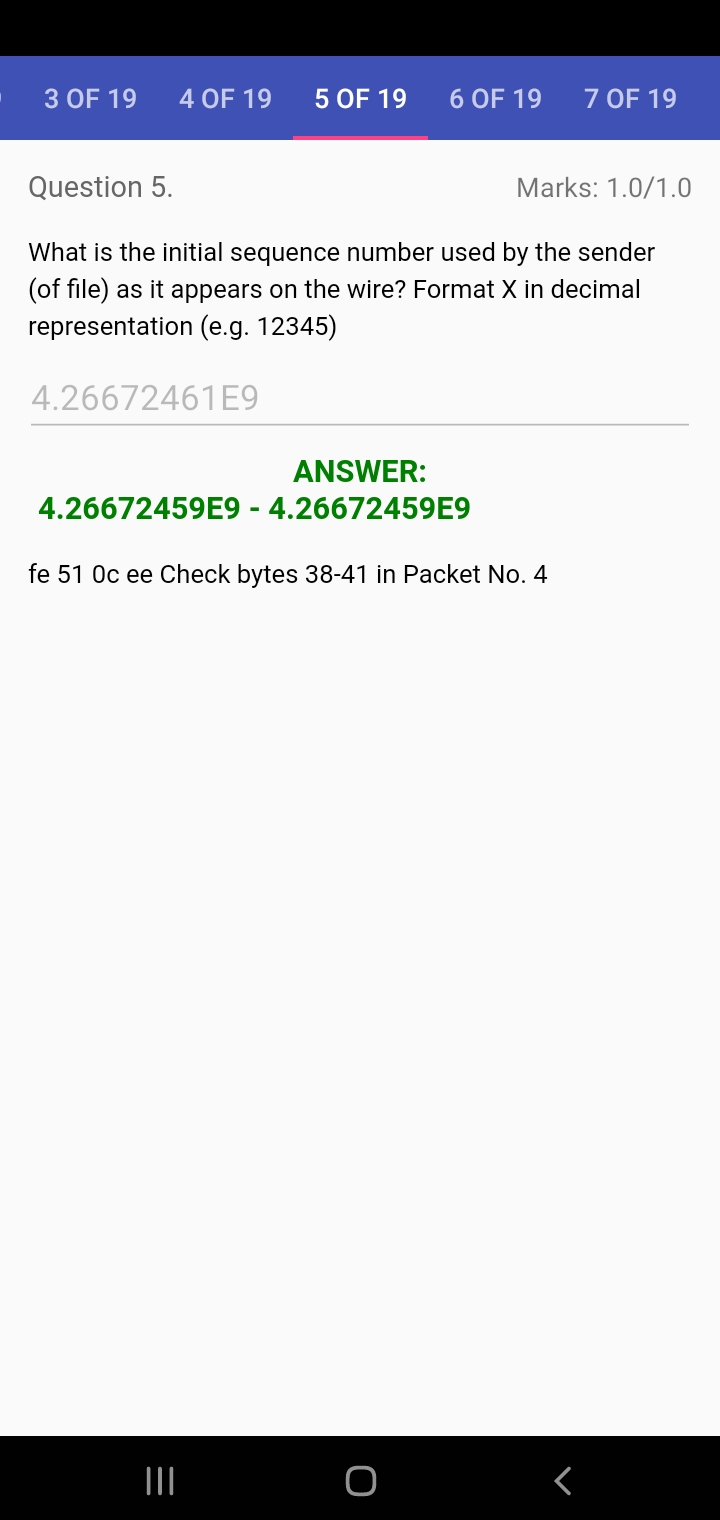 3 OF 19 4 OF 19 5 OF 19 6 OF 19 7 OF 19
Question 5. Marks: 1.0/1.0
What is the initial sequence number used by the sender
(of file) as it appears on the wire? Format X in decimal
representation (e.g. 12345)
4.26672461E9
ANSWER:
4.26672459E9 - 4.26672459E9
fe 51 0c ee Check bytes 38-41 in Packet No. 4